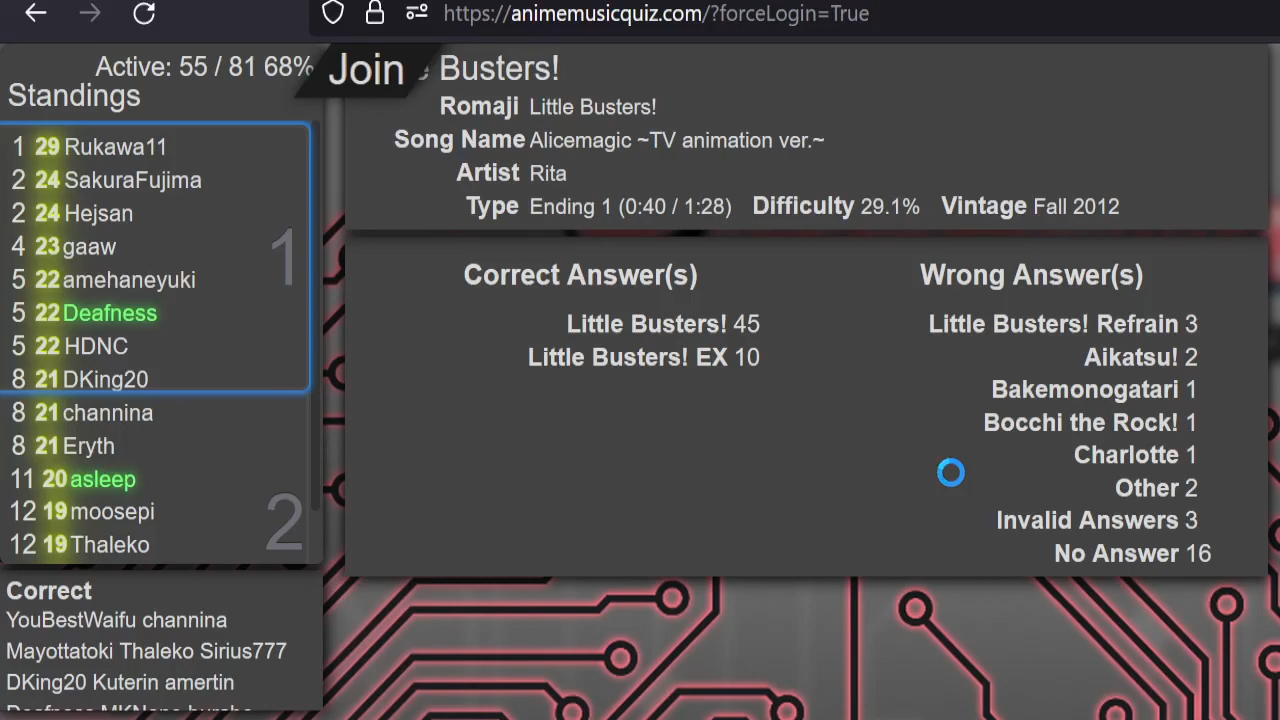 https://animemusicquiz.com/?forceLogin=True
Active: 55 / 81 68%
Standings
1 29 Rukawa11
2 24 SakuraFujima
2 24 Hejsan
4 23 gaaw
5 22 amehaneyuki
5 22 Deafness
5 22 HDNC
8 21 DKing20
1
8 21 channina
8 21 Eryth
11 20 asleep
12 19 moosepi
12 19 Thaleko
2
Correct
YouBestWaifu channina
Mayottatoki Thaleko Sirius777
DKing20 Kuterin amertin
Join
Busters!
Romaji Little Busters!
Song Name Alicemagic ~TV animation ver.~
Artist Rita
Type Ending 1 (0:40 / 1:28) Difficulty 29.1% Vintage Fall 2012
Correct Answer(s)
Little Busters! 45
Little Busters! EX 10
Wrong Answer(s)
Little Busters! Refrain 3
Aikatsu! 2
Bakemonogatari 1
Bocchi the Rock! 1
Charlotte 1
Other 2
Invalid Answers 3
No Answer 16